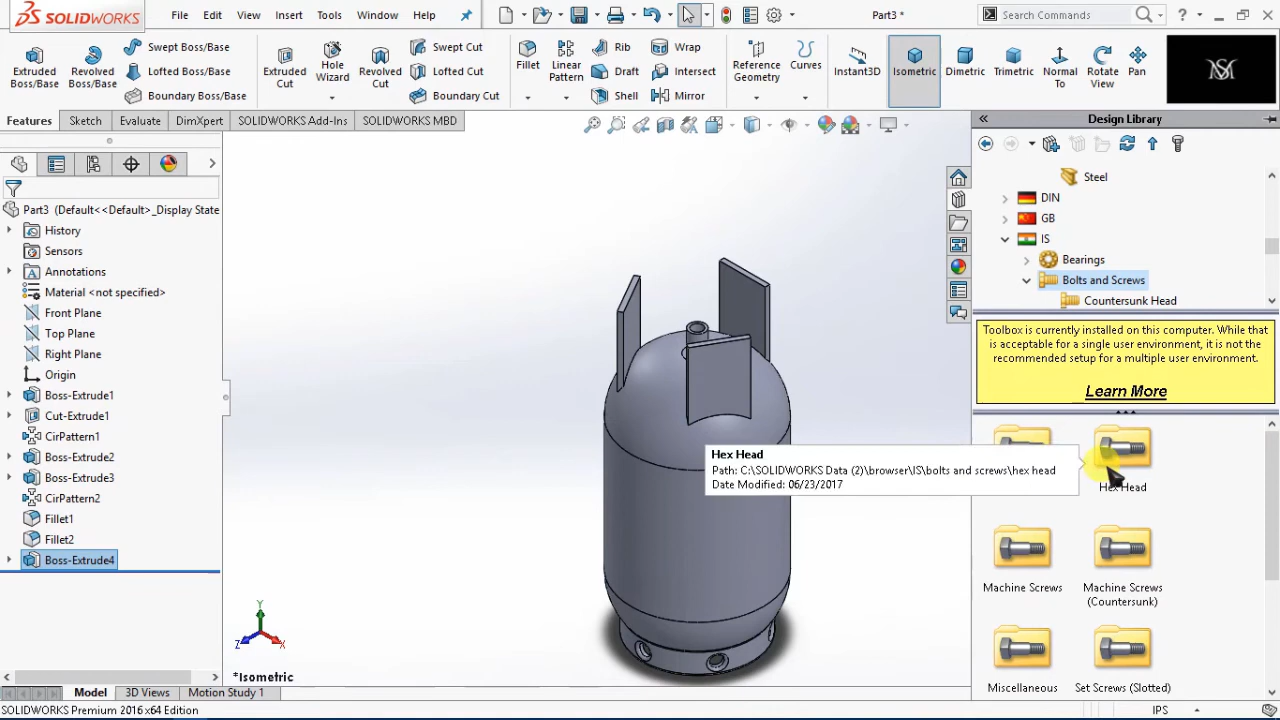 SOLIDWORKS
File Edit View Insert Tools Window Help
Part3 *
Search Commands
Extruded Boss/Base
Revolved Boss/Base
Swept Boss/Base
Lofted Boss/Base
Boundary Boss/Base
Extruded Cut
Hole Wizard
Revolved Cut
Swept Cut
Lofted Cut
Boundary Cut
Fillet
Linear Pattern
Rib
Draft
Shell
Wrap
Intersect
Mirror
Reference Geometry
Curves
Instant3D
Isometric
Dimetric
Trimetric
Normal To
Rotate View
Pan
Features Sketch Evaluate DimXpert SOLIDWORKS Add-Ins SOLIDWORKS MBD
Part3 (Default<<Default>_Display State
History
Sensors
Annotations
Material <not specified>
Front Plane
Top Plane
Right Plane
Origin
Boss-Extrude1
Cut-Extrude1
CirPattern1
Boss-Extrude2
Boss-Extrude3
CirPattern2
Fillet1
Fillet2
Boss-Extrude4
Y
Z
X
*Isometric
Hex Head
Path: C:\SOLIDWORKS Data (2)\browser\IS\bolts and screws\hex head
Date Modified: 06/23/2017
Design Library
Steel
DIN
GB
IS
Bearings
Bolts and Screws
Countersunk Head
Toolbox is currently installed on this computer. While that
is acceptable for a single user environment, it is not the
recommended setup for a multiple user environment.
Learn More
Hex Head
Machine Screws
Machine Screws
(Countersunk)
Miscellaneous
Set Screws (Slotted)
Model 3D Views Motion Study 1
SOLIDWORKS Premium 2016 x64 Edition
IPS